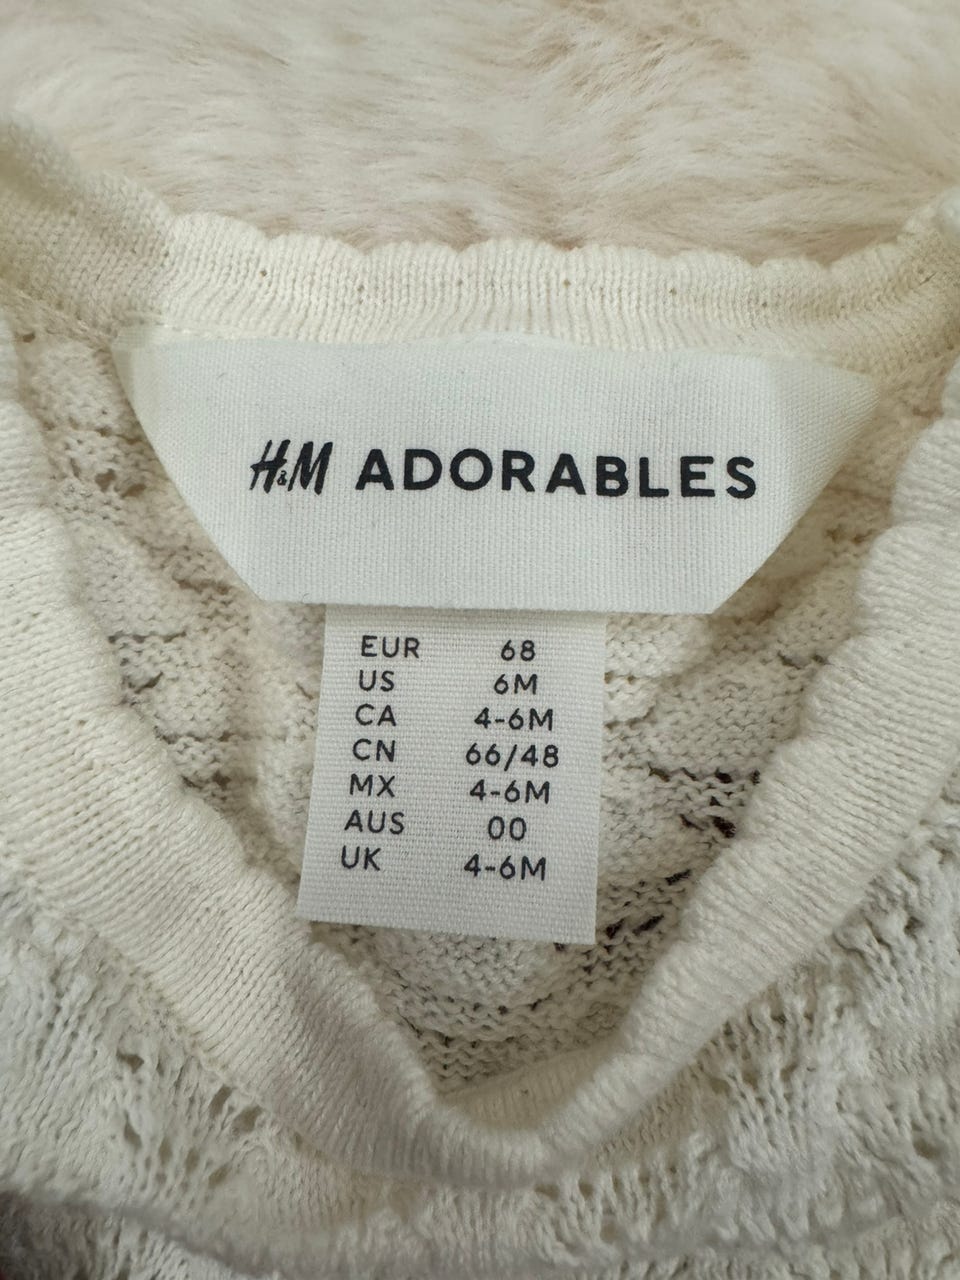 H&M ADORABLES
EUR 68
US 6M
CA 4-6M
CN 66/48
MX 4-6M
AUS 00
UK 4-6M